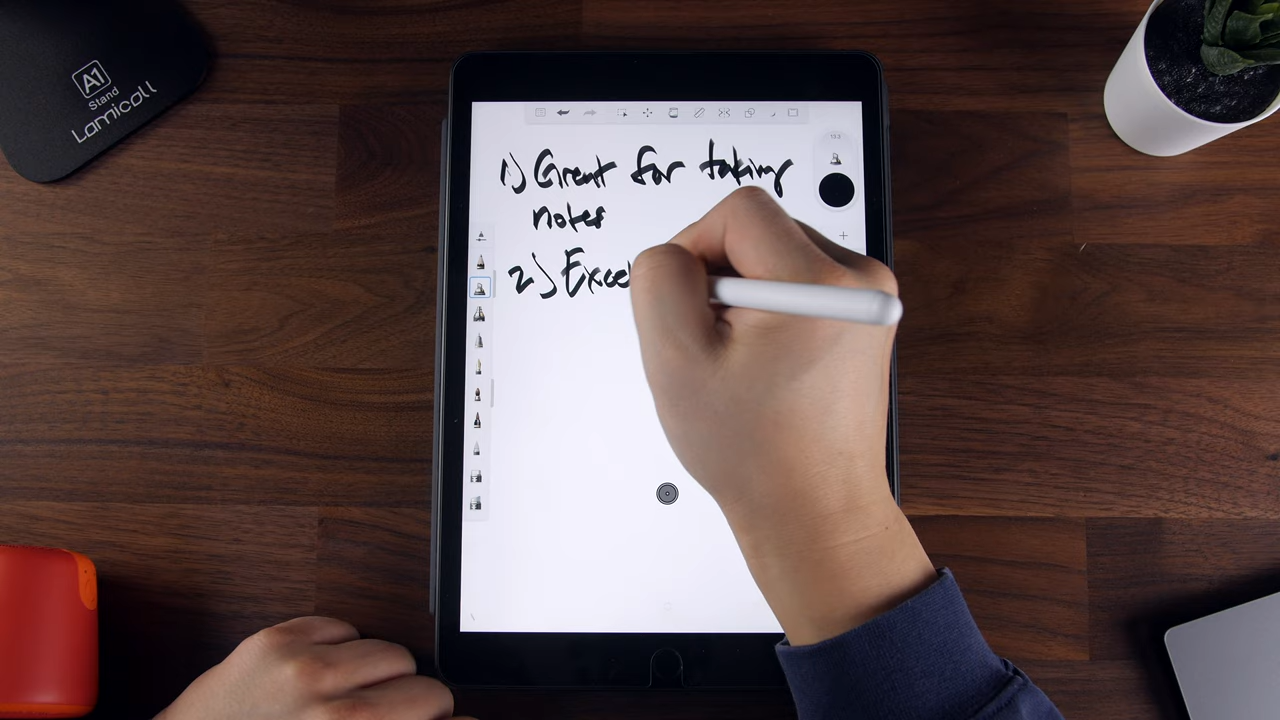 A1
Stand
Lamicall
1) Great for taking
notes
2) Excel